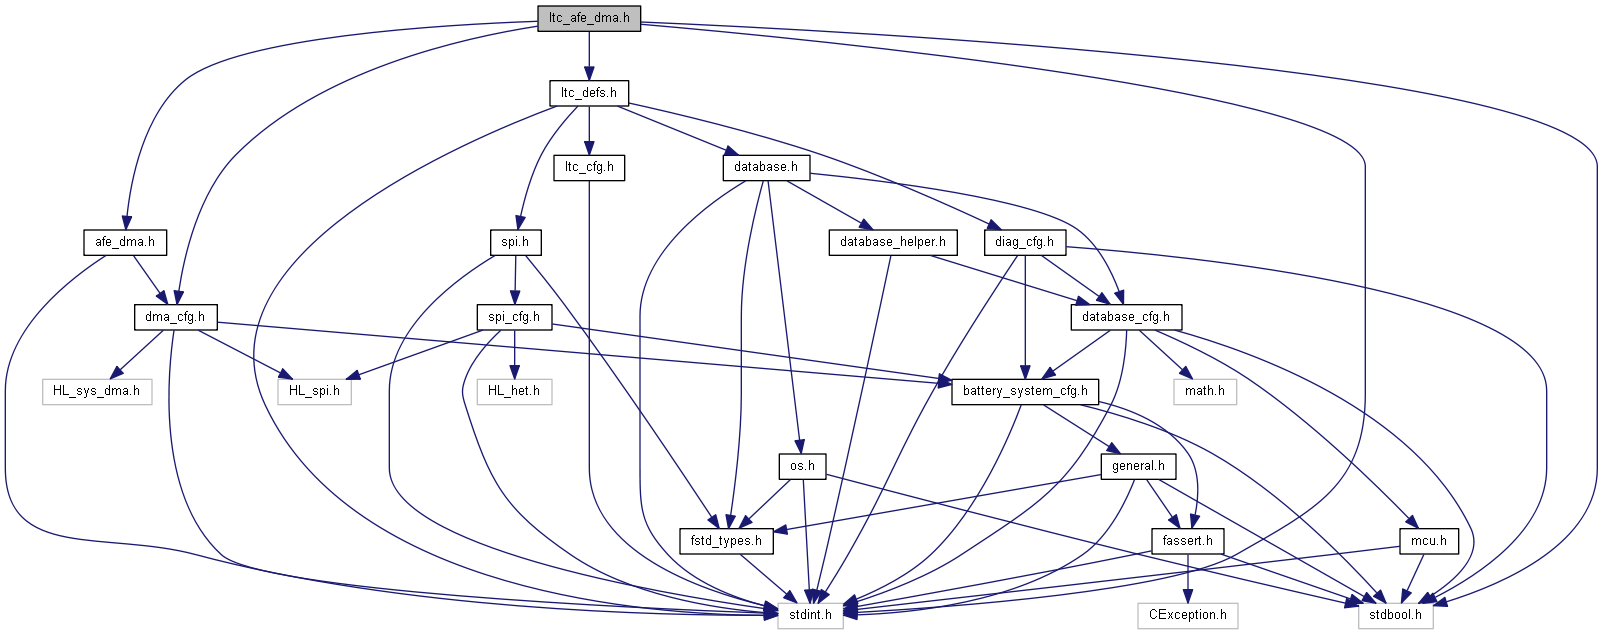 ltc_afe_dma.h
ltc_defs.h
ltc_cfg.h
database.h
afe_dma.h
spi.h
database_helper.h
diag_cfg.h
dma_cfg.h
spi_cfg.h
database_cfg.h
HL_sys_dma.h
HL_spi.h
HL_het.h
battery_system_cfg.h
math.h
os.h
general.h
fstd_types.h
fassert.h
mcu.h
stdint.h
CException.h
stdbool.h